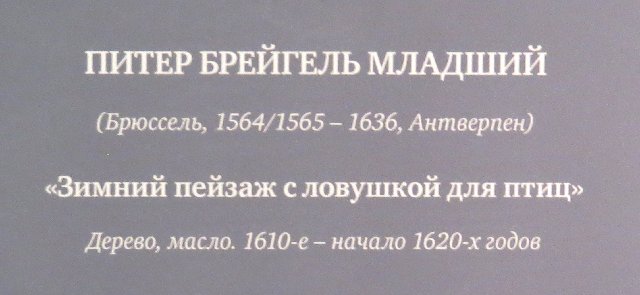 ПИТЕР БРЕЙГЕЛЬ МЛАДШИЙ
(Брюссель, 1564/1565 – 1636, Антверпен)
«Зимний пейзаж с ловушкой для птиц»
Дерево, масло. 1610-е – начало 1620-х годов